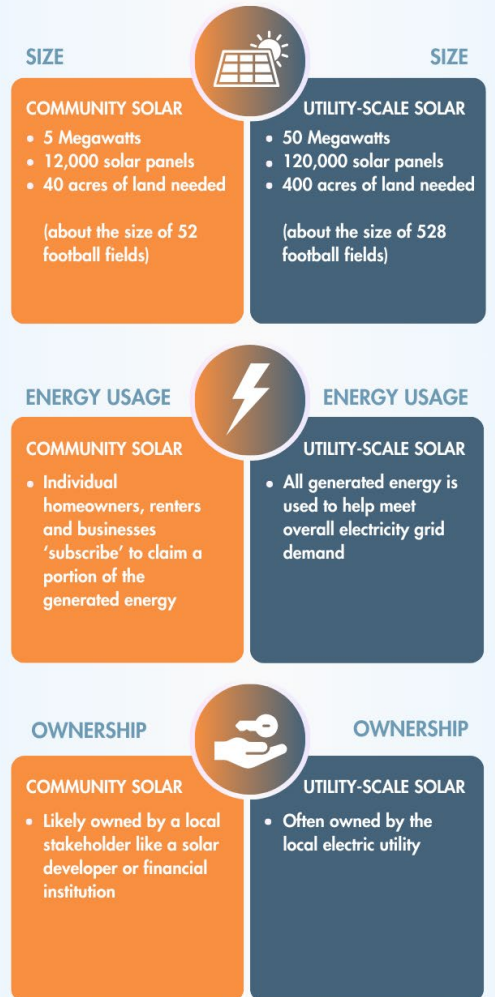 SIZE
SIZE
COMMUNITY SOLAR
• 5 Megawatts
• 12,000 solar panels
• 40 acres of land needed
(about the size of 52
football fields)
UTILITY-SCALE SOLAR
• 50 Megawatts
• 120,000 solar panels
• 400 acres of land needed
(about the size of 528
football fields)
ENERGY USAGE
ENERGY USAGE
COMMUNITY SOLAR
• Individual
homeowners, renters
and businesses
‘subscribe’ to claim a
portion of the
generated energy
UTILITY-SCALE SOLAR
• All generated energy is
used to help meet
overall electricity grid
demand
OWNERSHIP
OWNERSHIP
COMMUNITY SOLAR
• Likely owned by a local
stakeholder like a solar
developer or financial
institution
UTILITY-SCALE SOLAR
• Often owned by the
local electric utility